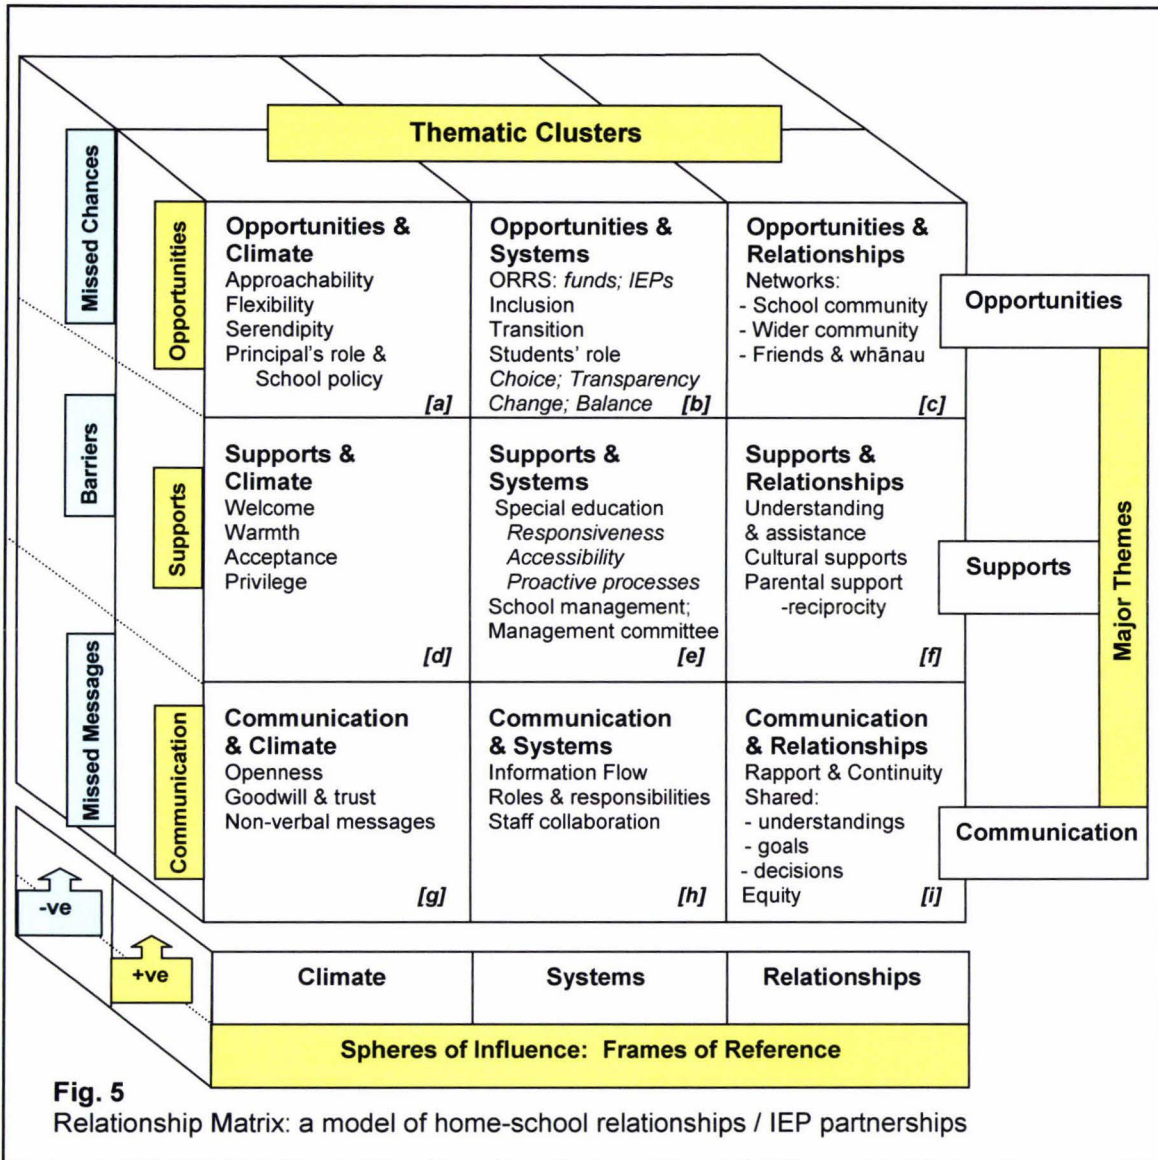 Thematic Clusters
Missed Chances
Barriers
Missed Messages
Opportunities
Supports
Communication
Opportunities &
Climate
Approachability
Flexibility
Serendipity
Principal's role &
School policy
[a]
Opportunities &
Systems
ORRS: funds; IEPs
Inclusion
Transition
Students' role
Choice; Transparency
Change; Balance [b]
Opportunities &
Relationships
Networks:
- School community
- Wider community
- Friends & whānau
[c]
Supports &
Climate
Welcome
Warmth
Acceptance
Privilege
[d]
Supports &
Systems
Special education
Responsiveness
Accessibility
Proactive processes
School management;
Management committee
[e]
Supports &
Relationships
Understanding
& assistance
Cultural supports
Parental support
-reciprocity
[f]
Communication
& Climate
Openness
Goodwill & trust
Non-verbal messages
[g]
Communication
& Systems
Information Flow
Roles & responsibilities
Staff collaboration
[h]
Communication
& Relationships
Rapport & Continuity
Shared:
- understandings
- goals
- decisions
Equity [i]
Opportunities
Supports
Communication
Major Themes
-ve
+ve
Climate
Systems
Relationships
Spheres of Influence: Frames of Reference
Fig. 5
Relationship Matrix: a model of home-school relationships / IEP partnerships